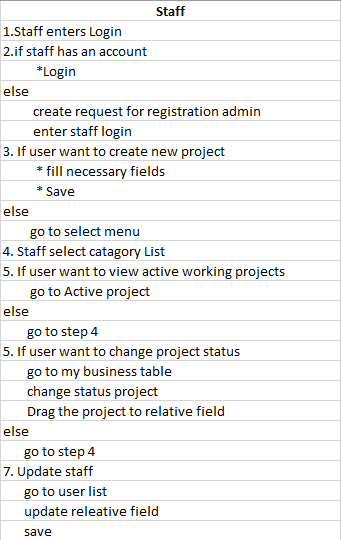 Staff
1.Staff enters Login
2.if staff has an account
*Login
else
create request for registration admin
enter staff login
3. If user want to create new project
* fill necessary fields
* Save
else
go to select menu
4. Staff select catagory List
5. If user want to view active working projects
go to Active project
else
go to step 4
5. If user want to change project status
go to my business table
change status project
Drag the project to relative field
else
go to step 4
7. Update staff
go to user list
update releative field
save